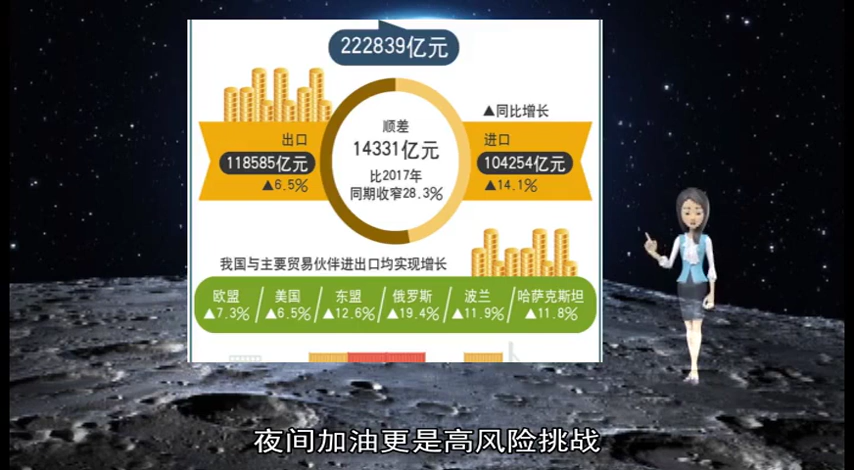 222839亿元
▲同比增长
出口
118585亿元
▲6.5%
顺差
14331亿元
比2017年
同期收窄28.3%
进口
104254亿元
▲14.1%
我国与主要贸易伙伴进出口均实现增长
欧盟 美国 东盟 俄罗斯 波兰 哈萨克斯坦
▲7.3% ▲6.5% ▲12.6% ▲19.4% ▲11.9% ▲11.8%
夜间加油更是高风险挑战